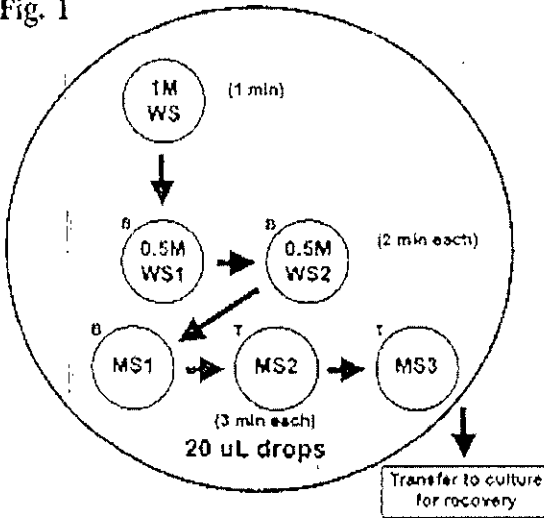 Fig. 1
1M
WS
(1 min)
B
0.5M
WS1
B
0.5M
WS2
(2 min each)
B
MS1
T
MS2
T
MS3
(3 min each)
20 uL drops
Transfer to culture
for recovery